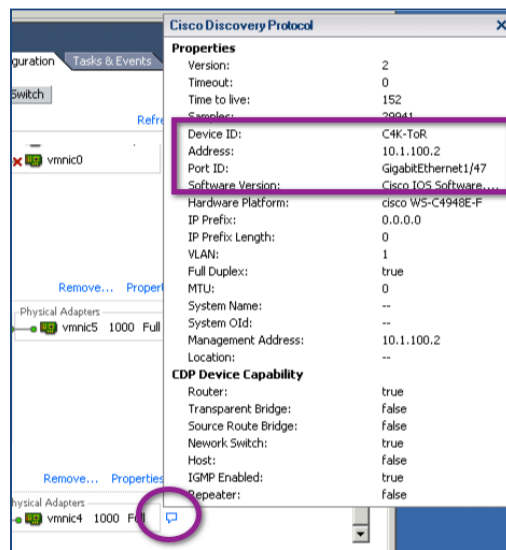 Cisco Discovery Protocol X
Properties
Version: 2
Timeout: 0
Time to live: 152
Samples: 29941
Device ID: C4K-ToR
Address: 10.1.100.2
Port ID: GigabitEthernet1/47
Software Version: Cisco IOS Software,...
Hardware Platform: cisco WS-C4948E-F
IP Prefix: 0.0.0.0
IP Prefix Length: 0
VLAN: 1
Full Duplex: true
MTU: 0
System Name: --
System OId: --
Management Address: 10.1.100.2
Location: --
CDP Device Capability
Router: true
Transparent Bridge: false
Source Route Bridge: false
Nework Switch: true
Host: false
IGMP Enabled: true
Repeater: false
guration Tasks & Events
Switch
Refre
vmnic0
Remove... Propert
Physical Adapters
vmnic5 1000 Full
Remove... Properties
hysical Adapters
vmnic4 1000 Full